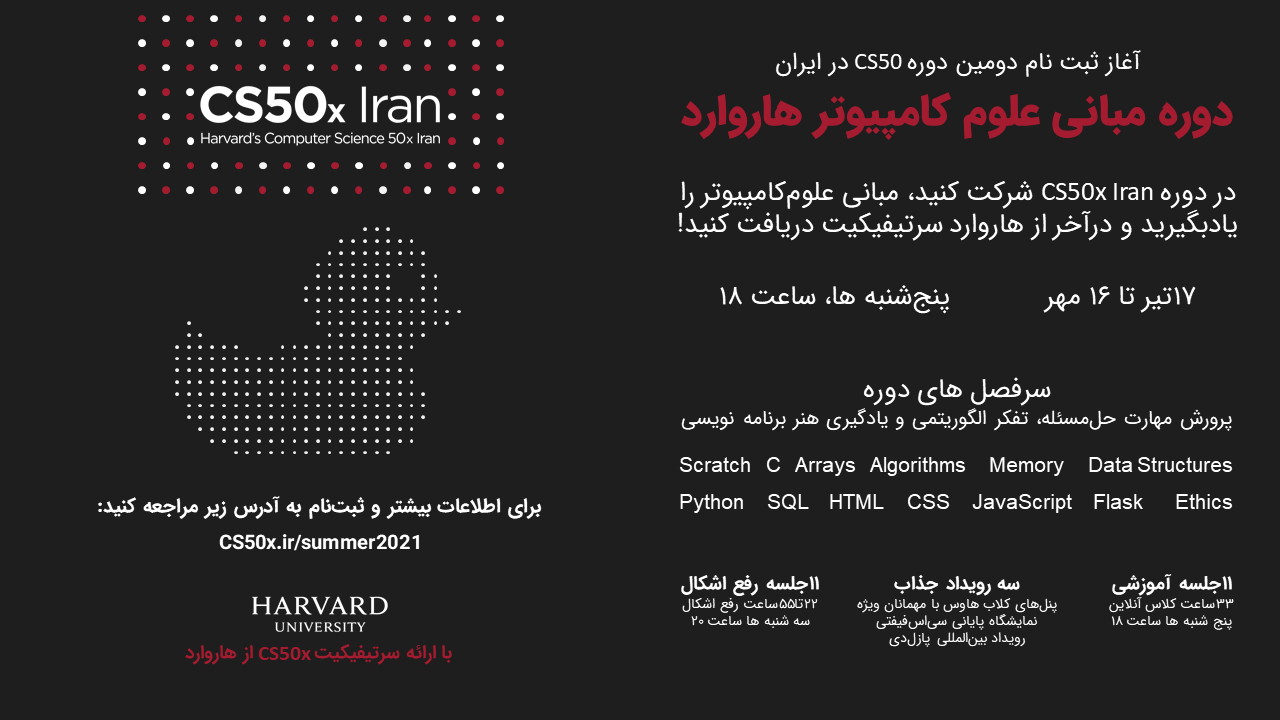 آغاز ثبت نام دومین دوره CS50 در ایران
دوره مبانی علوم کامپیوتر هاروارد
در دوره CS50x Iran شرکت کنید، مبانی علوم‌کامپیوتر را
یادبگیرید و درآخر از هاروارد سرتیفیکیت دریافت کنید!
۱۷تیر تا ۱۶ مهر
پنج‌شنبه ها، ساعت ۱۸
سرفصل های دوره
پرورش مهارت حل‌مسئله، تفکر الگوریتمی و یادگیری هنر برنامه نویسی
Scratch C Arrays Algorithms Memory Data Structures
Python SQL HTML CSS JavaScript Flask Ethics
۱۱جلسه آموزشی
۳۳ساعت کلاس آنلاین
پنج شنبه ها ساعت ۱۸
سه رویداد جذاب
پنل‌های کلاب هاوس با مهمانان ویژه
نمایشگاه پایانی سی‌اس‌فیفتی
رویداد بین‌المللی پازل‌دی
۱۱جلسه رفع اشکال
۲۲تا۵۵ساعت رفع اشکال
سه شنبه ها ساعت ۲۰
CS50x Iran
Harvard's Computer Science 50x Iran
برای اطلاعات بیشتر و ثبت‌نام به آدرس زیر مراجعه کنید:
CS50x.ir/summer2021
HARVARD
UNIVERSITY
با ارائه سرتیفیکیت CS50x از هاروارد